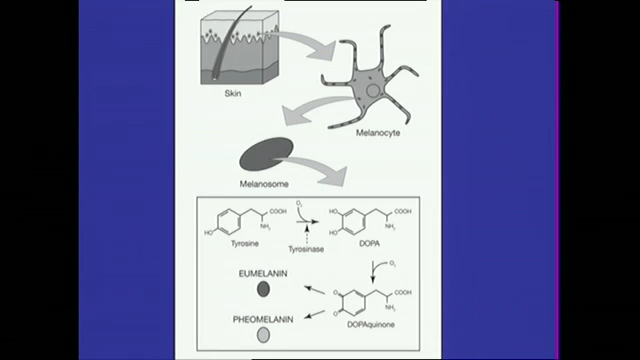 Skin
Melanocyte
Melanosome
O₂
COOH
NH₂
HO
Tyrosine
Tyrosinase
HO
HO
COOH
NH₂
DOPA
O₂
EUMELANIN
O
O
COOH
NH₂
DOPAquinone
PHEOMELANIN